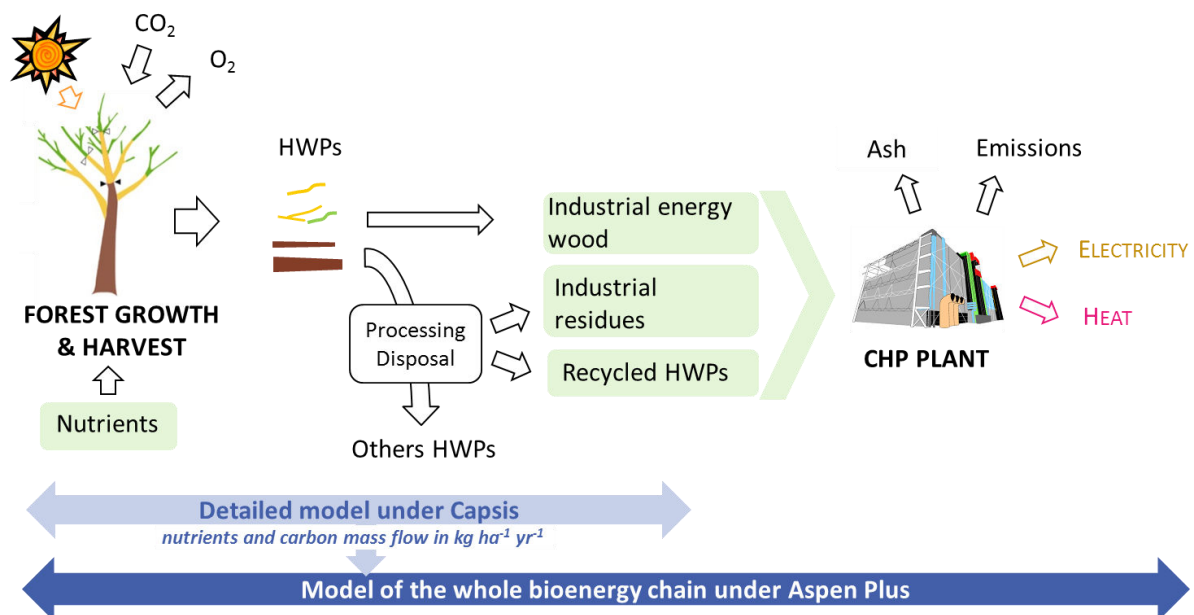 CO₂
O₂
HWPs
Ash
Emissions
Industrial energy
wood
ELECTRICITY
Industrial
residues
HEAT
FOREST GROWTH
& HARVEST
Processing
Disposal
Recycled HWPs
CHP PLANT
Nutrients
Others HWPs
Detailed model under Capsis
nutrients and carbon mass flow in kg ha⁻¹ yr⁻¹
Model of the whole bioenergy chain under Aspen Plus